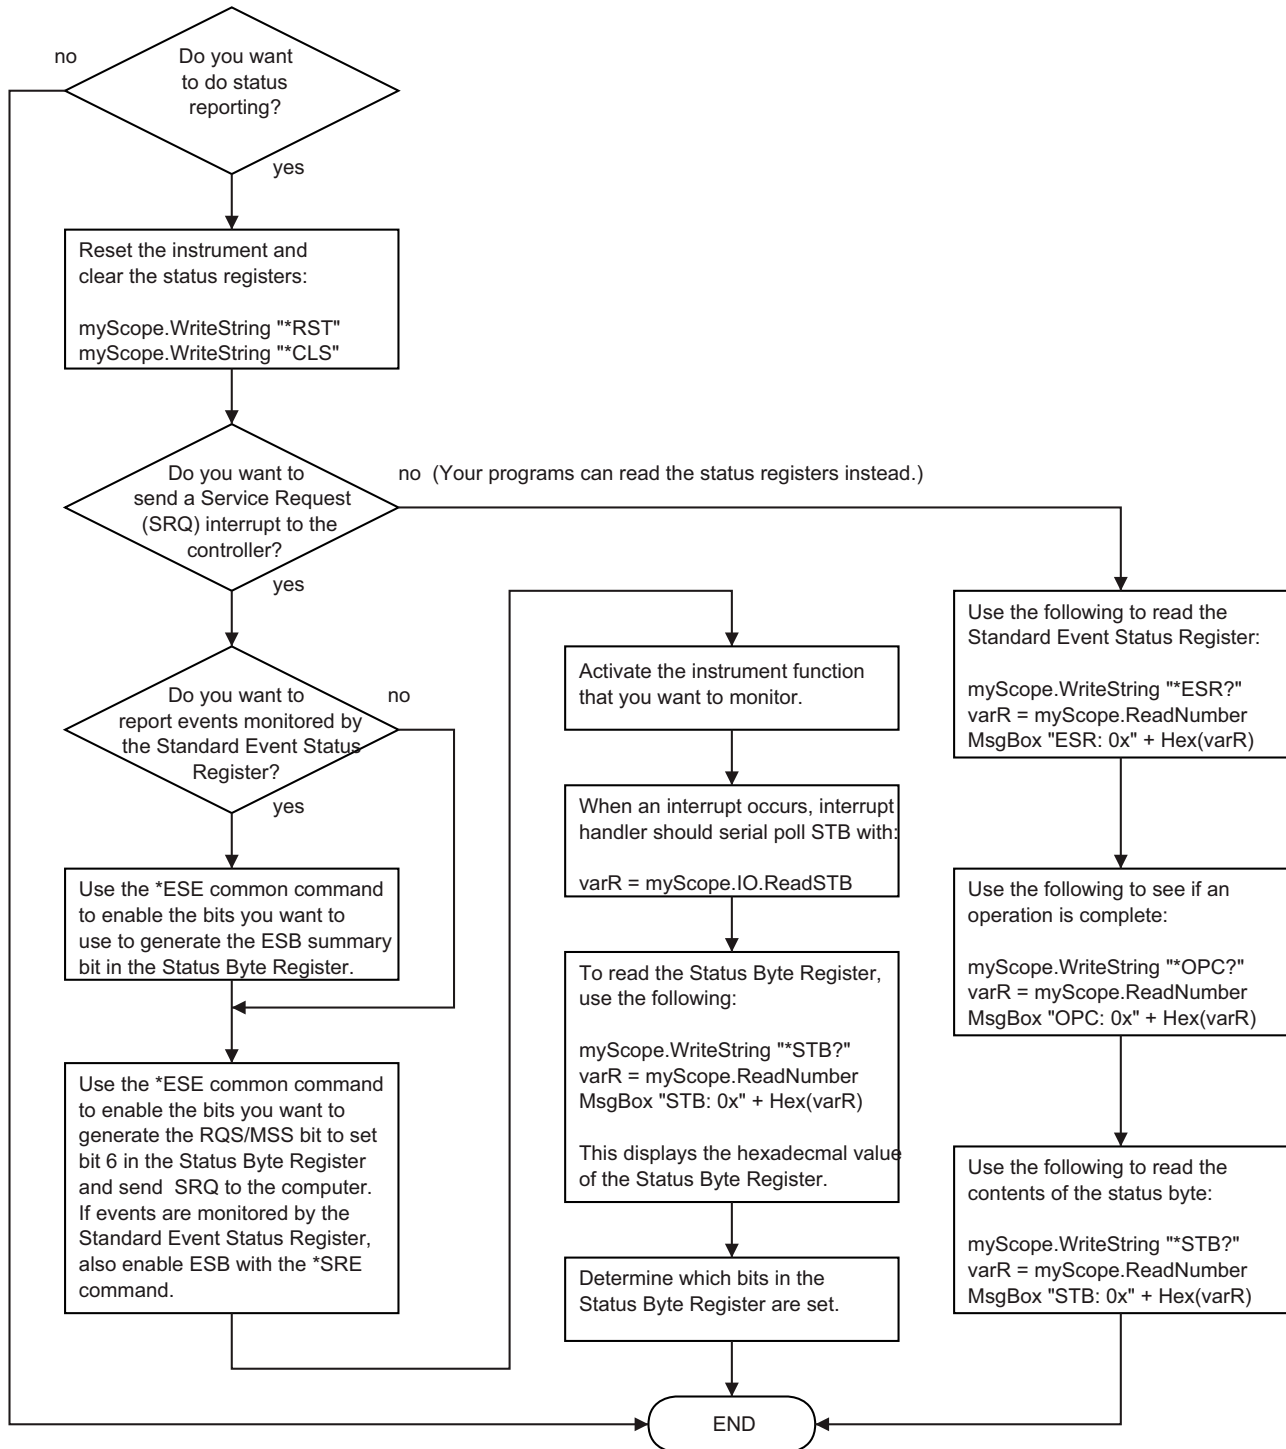 Do you want
to do status
reporting?
no
yes
Reset the instrument and
clear the status registers:
myScope.WriteString "*RST"
myScope.WriteString "*CLS"
Do you want to
send a Service Request
(SRQ) interrupt to the
controller?
no (Your programs can read the status registers instead.)
yes
Do you want to
report events monitored by
the Standard Event Status
Register?
no
yes
Use the *ESE common command
to enable the bits you want to
use to generate the ESB summary
bit in the Status Byte Register.
Use the *ESE common command
to enable the bits you want to
generate the RQS/MSS bit to set
bit 6 in the Status Byte Register
and send  SRQ to the computer.
If events are monitored by the
Standard Event Status Register,
also enable ESB with the *SRE
command.
Activate the instrument function
that you want to monitor.
When an interrupt occurs, interrupt
handler should serial poll STB with:
varR = myScope.IO.ReadSTB
To read the Status Byte Register,
use the following:
myScope.WriteString "*STB?"
varR = myScope.ReadNumber
MsgBox "STB: 0x" + Hex(varR)
This displays the hexadecmal value
of the Status Byte Register.
Determine which bits in the
Status Byte Register are set.
Use the following to read the
Standard Event Status Register:
myScope.WriteString "*ESR?"
varR = myScope.ReadNumber
MsgBox "ESR: 0x" + Hex(varR)
Use the following to see if an
operation is complete:
myScope.WriteString "*OPC?"
varR = myScope.ReadNumber
MsgBox "OPC: 0x" + Hex(varR)
Use the following to read the
contents of the status byte:
myScope.WriteString "*STB?"
varR = myScope.ReadNumber
MsgBox "STB: 0x" + Hex(varR)
END